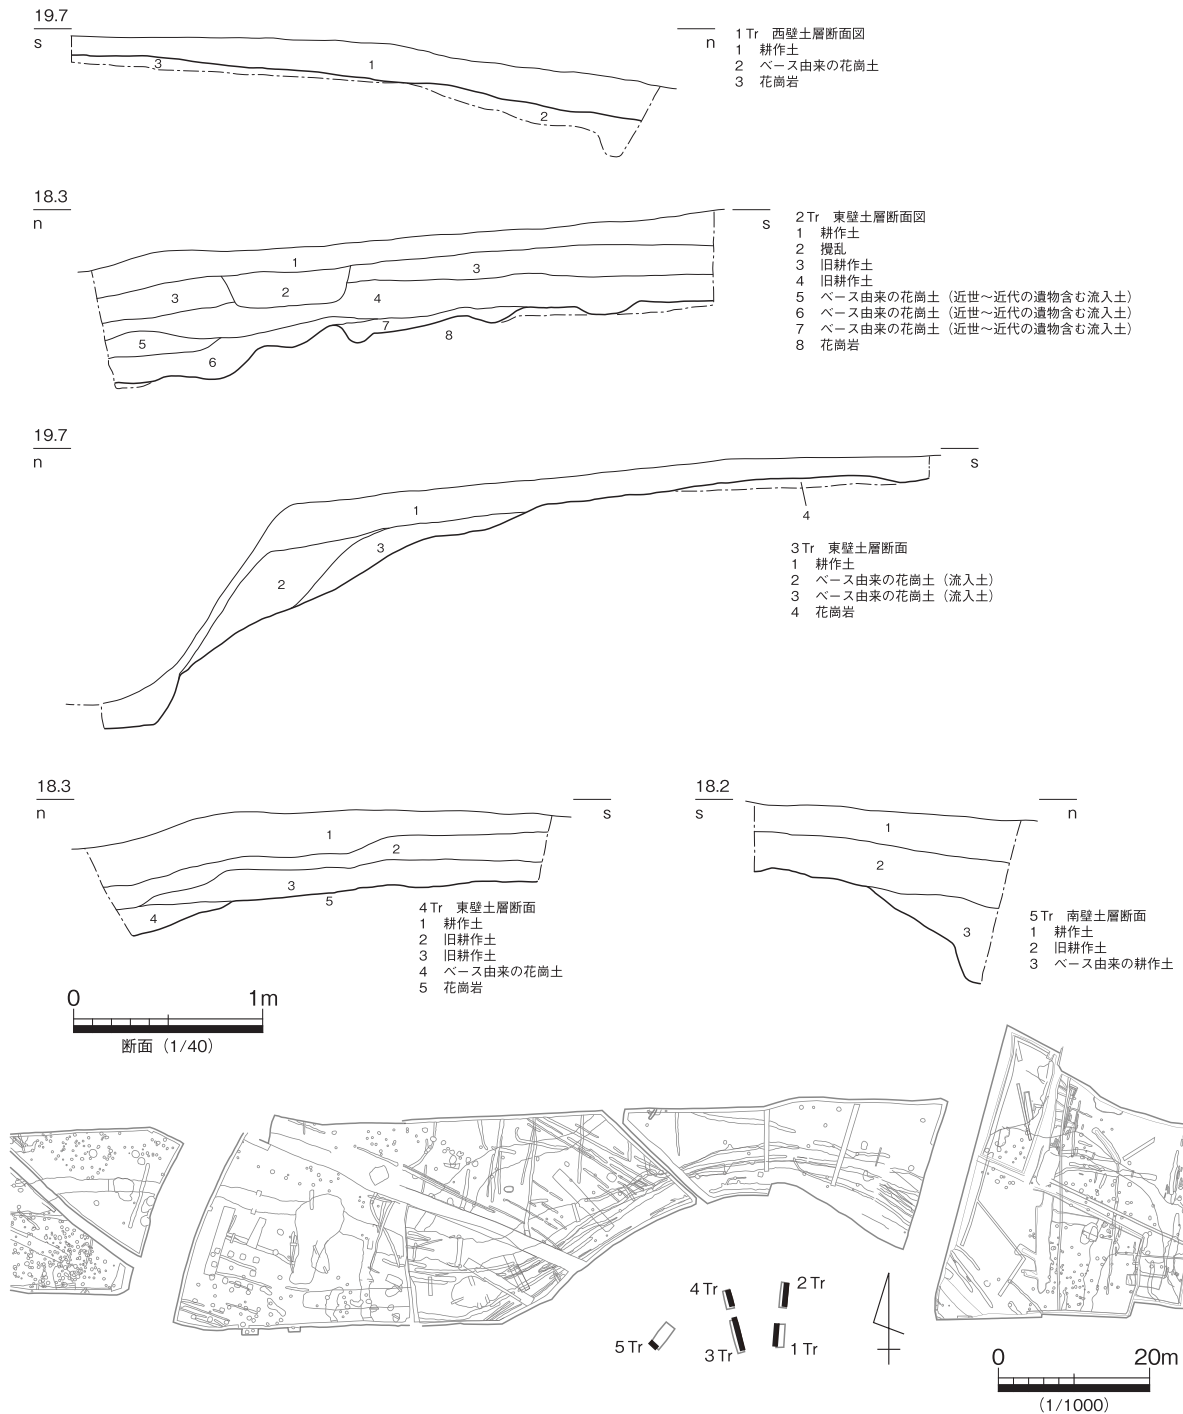 19.7
s
n
3
1
2
1 Tr　西壁土層断面図
1　耕作土
2　ベース由来の花崗土
3　花崗岩
18.3
n
s
1
3
2
3
4
5
6
7
8
2 Tr　東壁土層断面図
1　耕作土
2　攪乱
3　旧耕作土
4　旧耕作土
5　ベース由来の花崗土（近世～近代の遺物含む流入土）
6　ベース由来の花崗土（近世～近代の遺物含む流入土）
7　ベース由来の花崗土（近世～近代の遺物含む流入土）
8　花崗岩
19.7
n
s
1
2
3
4
3 Tr　東壁土層断面
1　耕作土
2　ベース由来の花崗土（流入土）
3　ベース由来の花崗土（流入土）
4　花崗岩
18.3
n
s
1
2
3
4
5
4 Tr　東壁土層断面
1　耕作土
2　旧耕作土
3　旧耕作土
4　ベース由来の花崗土
5　花崗岩
18.2
s
n
1
2
3
5 Tr　南壁土層断面
1　耕作土
2　旧耕作土
3　ベース由来の耕作土
0　1m
断面（1/40）
4 Tr
2 Tr
5 Tr
3 Tr
1 Tr
0　20m
（1/1000）